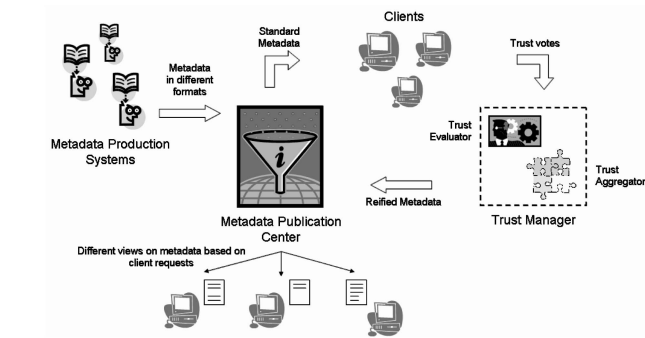 Clients
Standard
Metadata
Trust votes
Metadata
in different
formats
Trust
Evaluator
Metadata Production
Systems
Trust
Aggregator
i
Reified Metadata
Metadata Publication
Center
Trust Manager
Different views on metadata based on
client requests